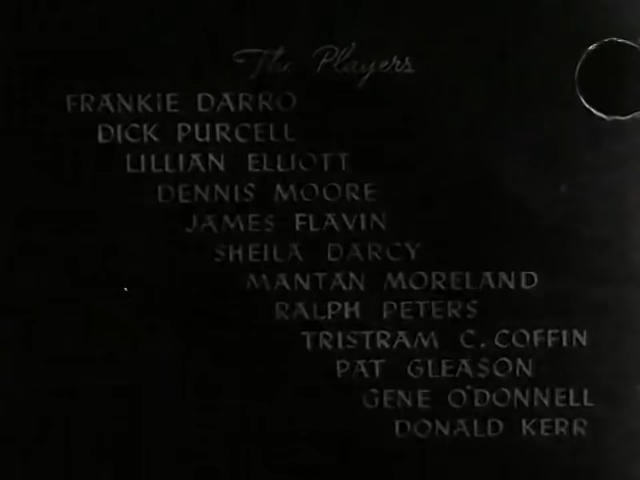 The Players
FRANKIE DARRO
DICK PURCELL
LILLIAN ELLIOTT
DENNIS MOORE
JAMES FLAVIN
SHEILA DARCY
MANTAN MORELAND
RALPH PETERS
TRISTRAM C. COFFIN
PAT GLEASON
GENE O'DONNELL
DONALD KERR